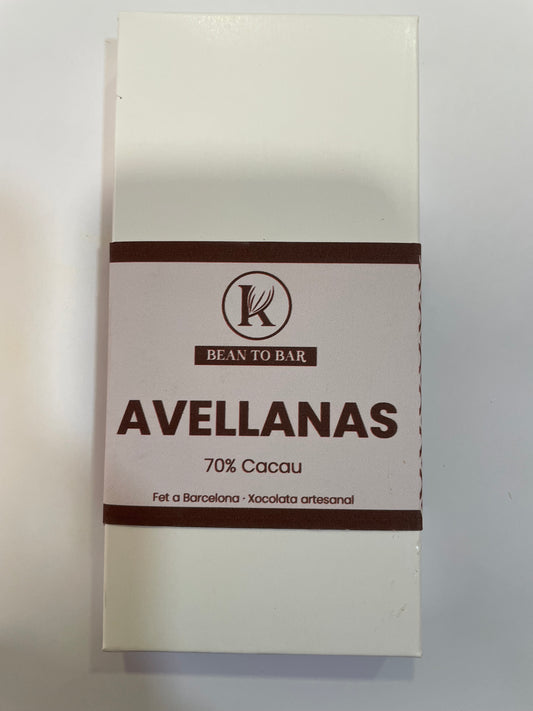 K
BEAN TO BAR
AVELLANAS
70% Cacau
Fet a Barcelona · Xocolata artesanal